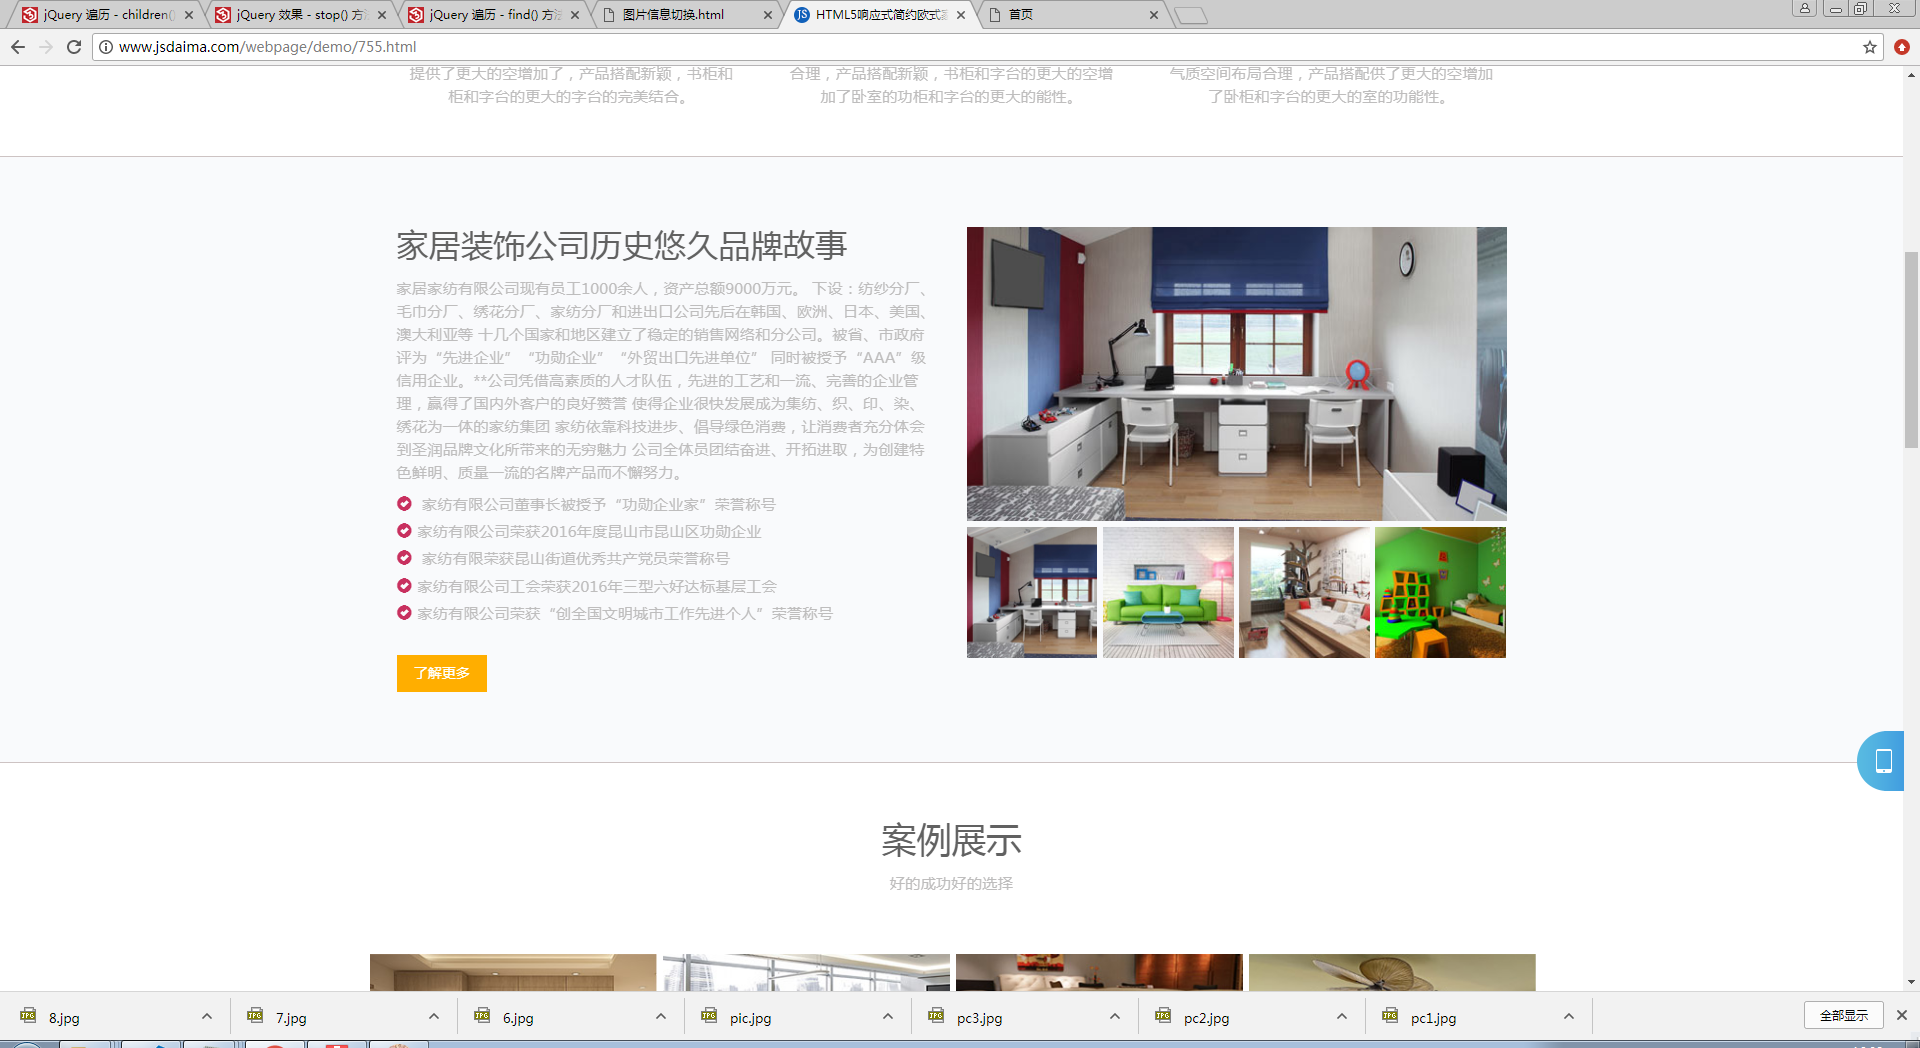 jQuery 遍历 - children()
jQuery 效果 - stop() 方法
jQuery 遍历 - find() 方法
图片信息切换.html
HTML5响应式简约欧式
首页
www.jsdaima.com/webpage/demo/755.html
提供了更大的空增加了，产品搭配新颖，书柜和
柜和字台的更大的字台的完美结合。
合理，产品搭配新颖，书柜和字台的更大的空增
加了卧室的功柜和字台的更大的能性。
气质空间布局合理，产品搭配供了更大的空增加
了卧柜和字台的更大的室的功能性。
家居装饰公司历史悠久品牌故事
家居家纺有限公司现有员工1000余人，资产总额9000万元。 下设：纺纱分厂、
毛巾分厂、绣花分厂、家纺分厂和进出口公司先后在韩国、欧洲、日本、美国、
澳大利亚等 十几个国家和地区建立了稳定的销售网络和分公司。被省、市政府
评为“先进企业”“功勋企业”“外贸出口先进单位” 同时被授予“AAA”级
信用企业。**公司凭借高素质的人才队伍，先进的工艺和一流、完善的企业管
理，赢得了国内外客户的良好赞誉 使得企业很快发展成为集纺、织、印、染、
绣花为一体的家纺集团 家纺依靠科技进步、倡导绿色消费，让消费者充分体会
到圣润品牌文化所带来的无穷魅力 公司全体员团结奋进、开拓进取，为创建特
色鲜明、质量一流的名牌产品而不懈努力。
家纺有限公司董事长被授予“功勋企业家”荣誉称号
家纺有限公司荣获2016年度昆山市昆山区功勋企业
家纺有限荣获昆山街道优秀共产党员荣誉称号
家纺有限公司工会荣获2016年三型六好达标基层工会
家纺有限公司荣获“创全国文明城市工作先进个人”荣誉称号
了解更多
案例展示
好的成功好的选择
8.jpg
7.jpg
6.jpg
pic.jpg
pc3.jpg
pc2.jpg
pc1.jpg
全部显示